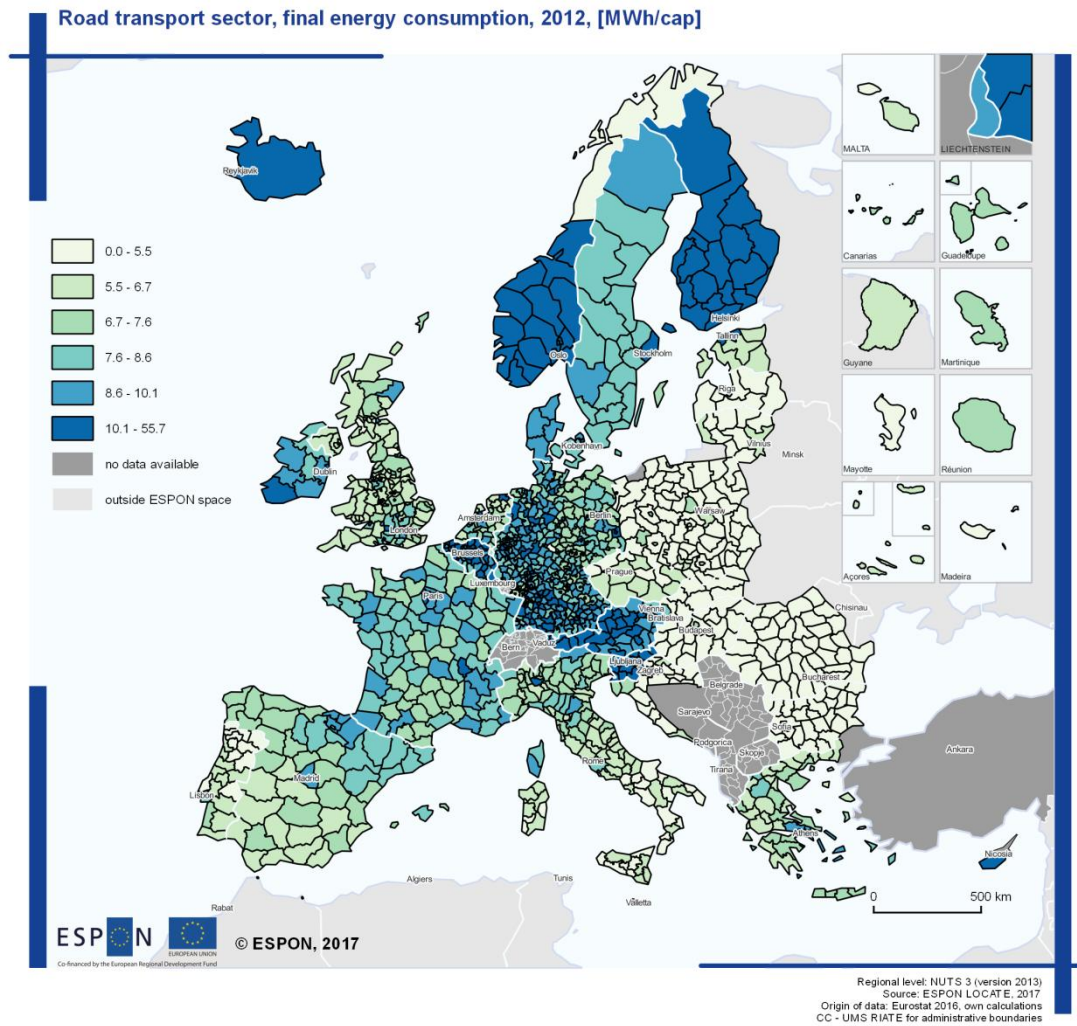 Road transport sector, final energy consumption, 2012, [MWh/cap]
MALTA
LIECHTENSTEIN
Reykjavik
Canarias
Guadeloupe
0.0 - 5.5
5.5 - 6.7
6.7 - 7.6
7.6 - 8.6
8.6 - 10.1
10.1 - 55.7
no data available
outside ESPON space
Helsinki
Tallinn
Oslo
Stockholm
Guyane
Martinique
Riga
København
Vilnius
Minsk
Dublin
Mayotte
Réunion
Amsterdam
Berlin
Warsaw
London
Brussels
Prague
Luxembourg
Paris
Açores
Madeira
Vienna
Bratislava
Chisinau
Budapest
Bern
Vaduz
Ljubljana
Zagreb
Belgrade
Bucharest
Sarajevo
Sofia
Podgorica
Skopje
Ankara
Tirana
Rome
Madrid
Lisbon
Athens
Nicosia
Algiers
Tunis
Valletta
Rabat
0 500 km
ESPON
EUROPEAN UNION
© ESPON, 2017
Co-financed by the European Regional Development Fund
Regional level: NUTS 3 (version 2013)
Source: ESPON LOCATE, 2017
Origin of data: Eurostat 2016, own calculations
CC - UMS RIATE for administrative boundaries